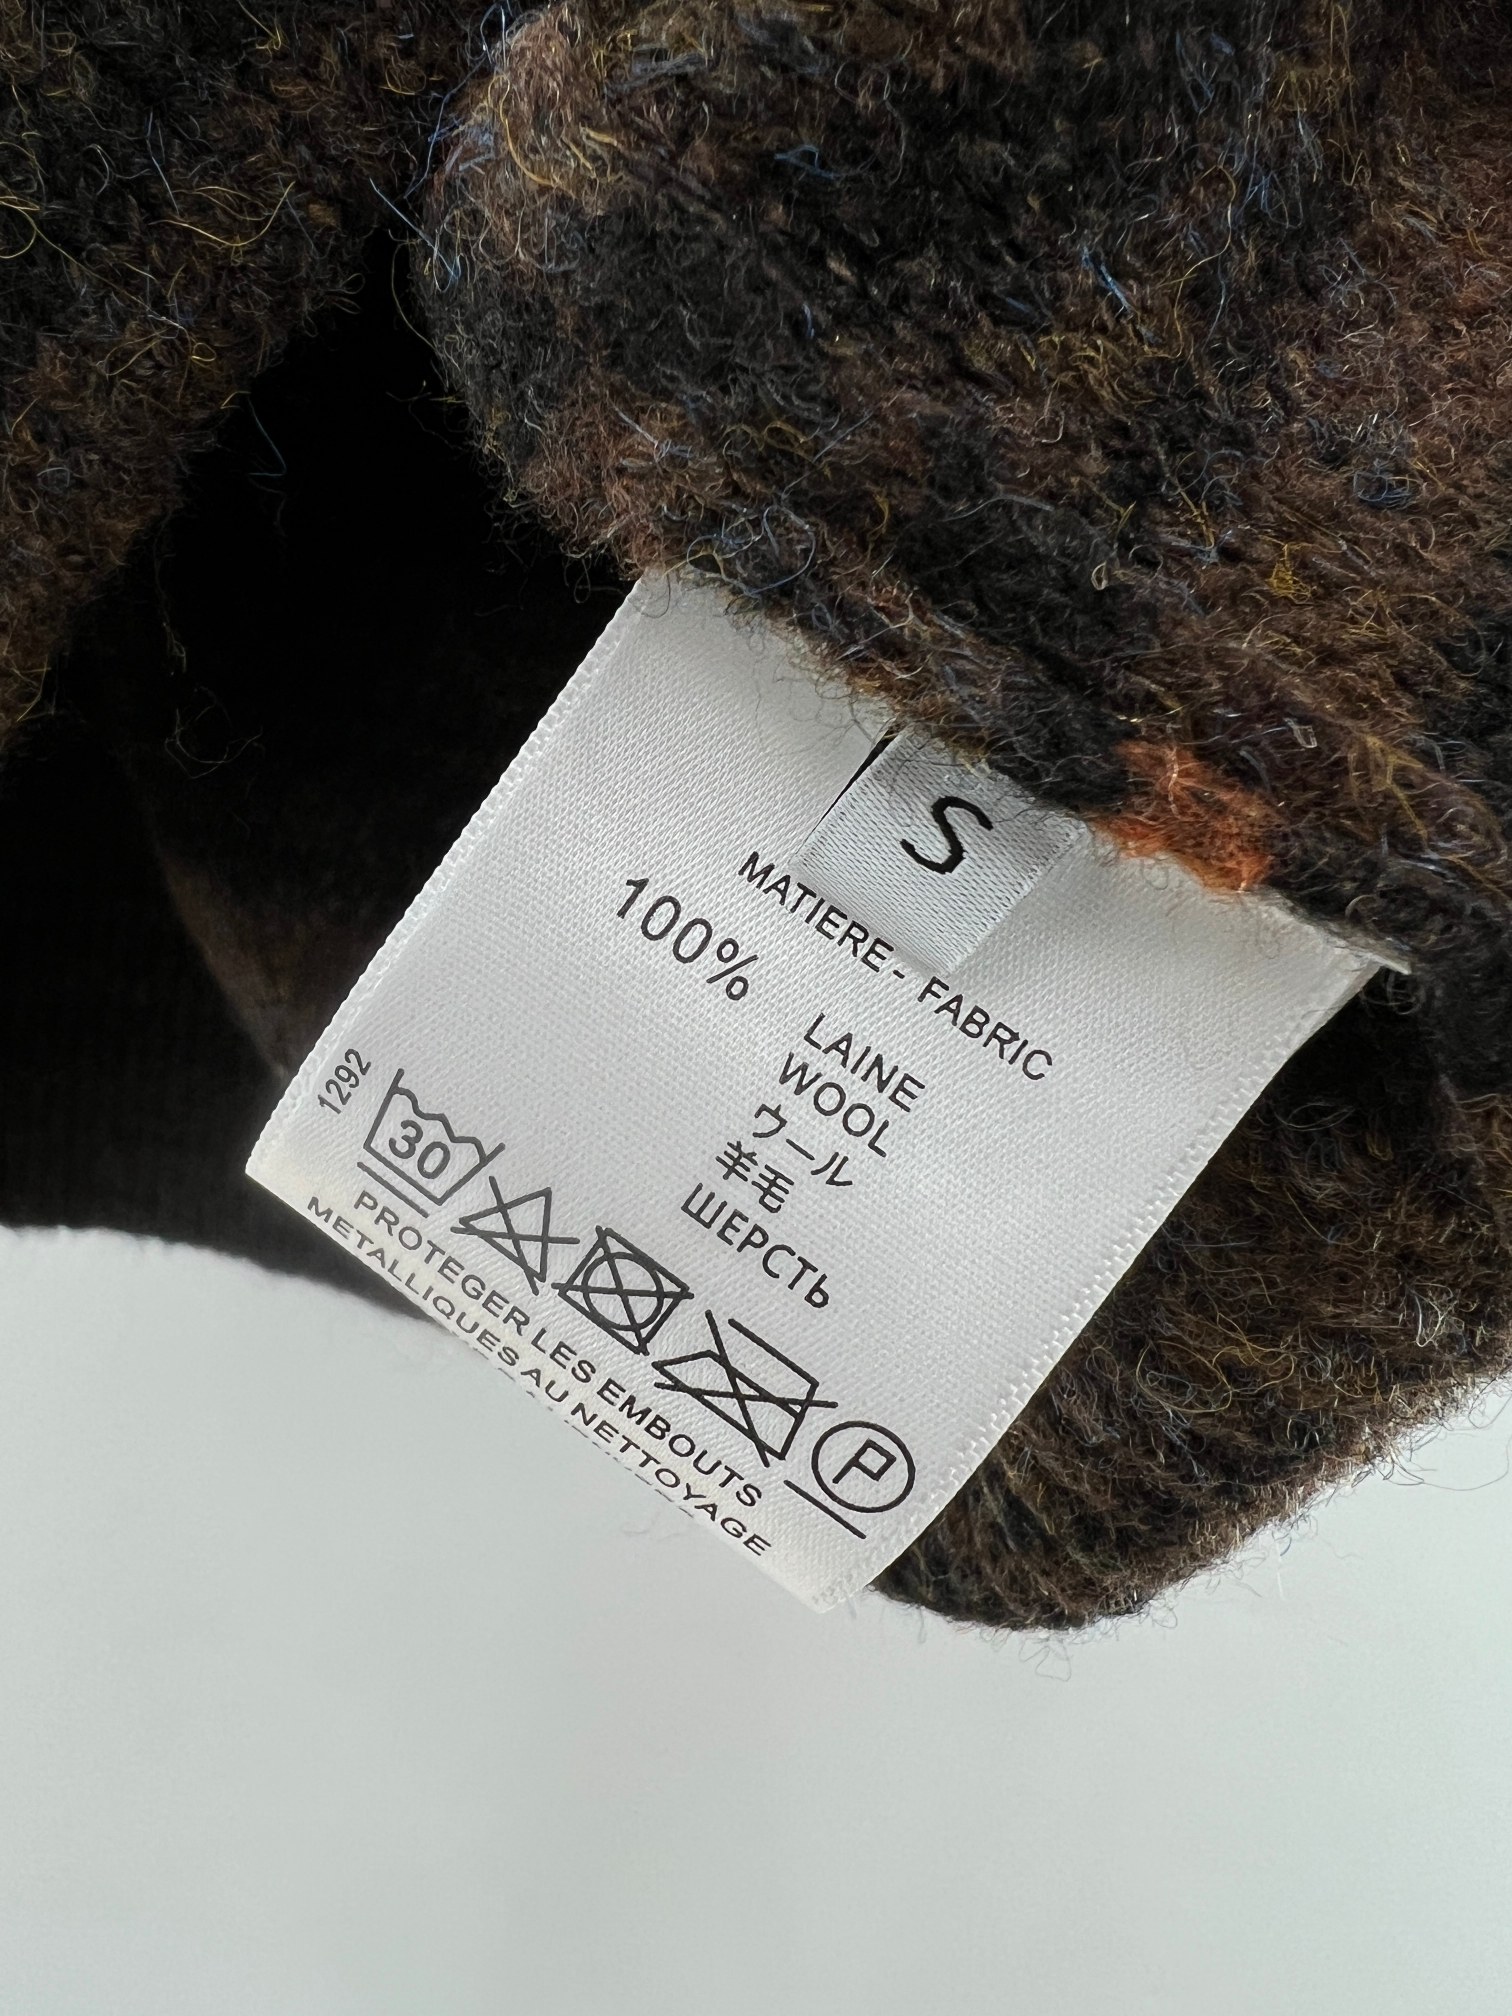 S
MATIERE - FABRIC
100% LAINE
WOOL
ウール
羊毛
ШЕРСТЬ
1292
30
P
PROTEGER LES EMBOUTS
METALLIQUES AU NETTOYAGE